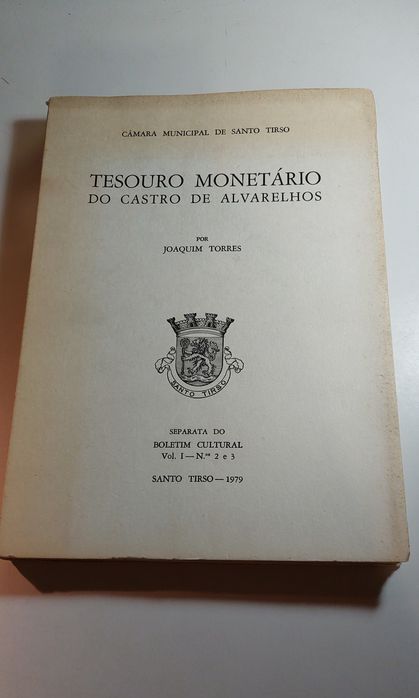 CÂMARA MUNICIPAL DE SANTO TIRSO
TESOURO MONETÁRIO
DO CASTRO DE ALVARELHOS
POR
JOAQUIM TORRES
SANTO TIRSO
SEPARATA DO
BOLETIM CULTURAL
Vol. I — N.ºs 2 e 3
SANTO TIRSO — 1979